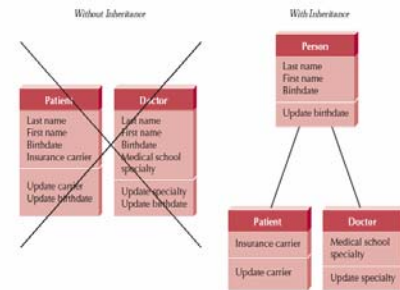 Without Inheritance
With Inheritance
Patient
Last name
First name
Birthdate
Insurance carrier
Update carrier
Update birthdate
Doctor
Last name
First name
Birthdate
Medical school
specialty
Update specialty
Update birthdate
Person
Last name
First name
Birthdate
Update birthdate
Patient
Insurance carrier
Update carrier
Doctor
Medical school
specialty
Update specialty